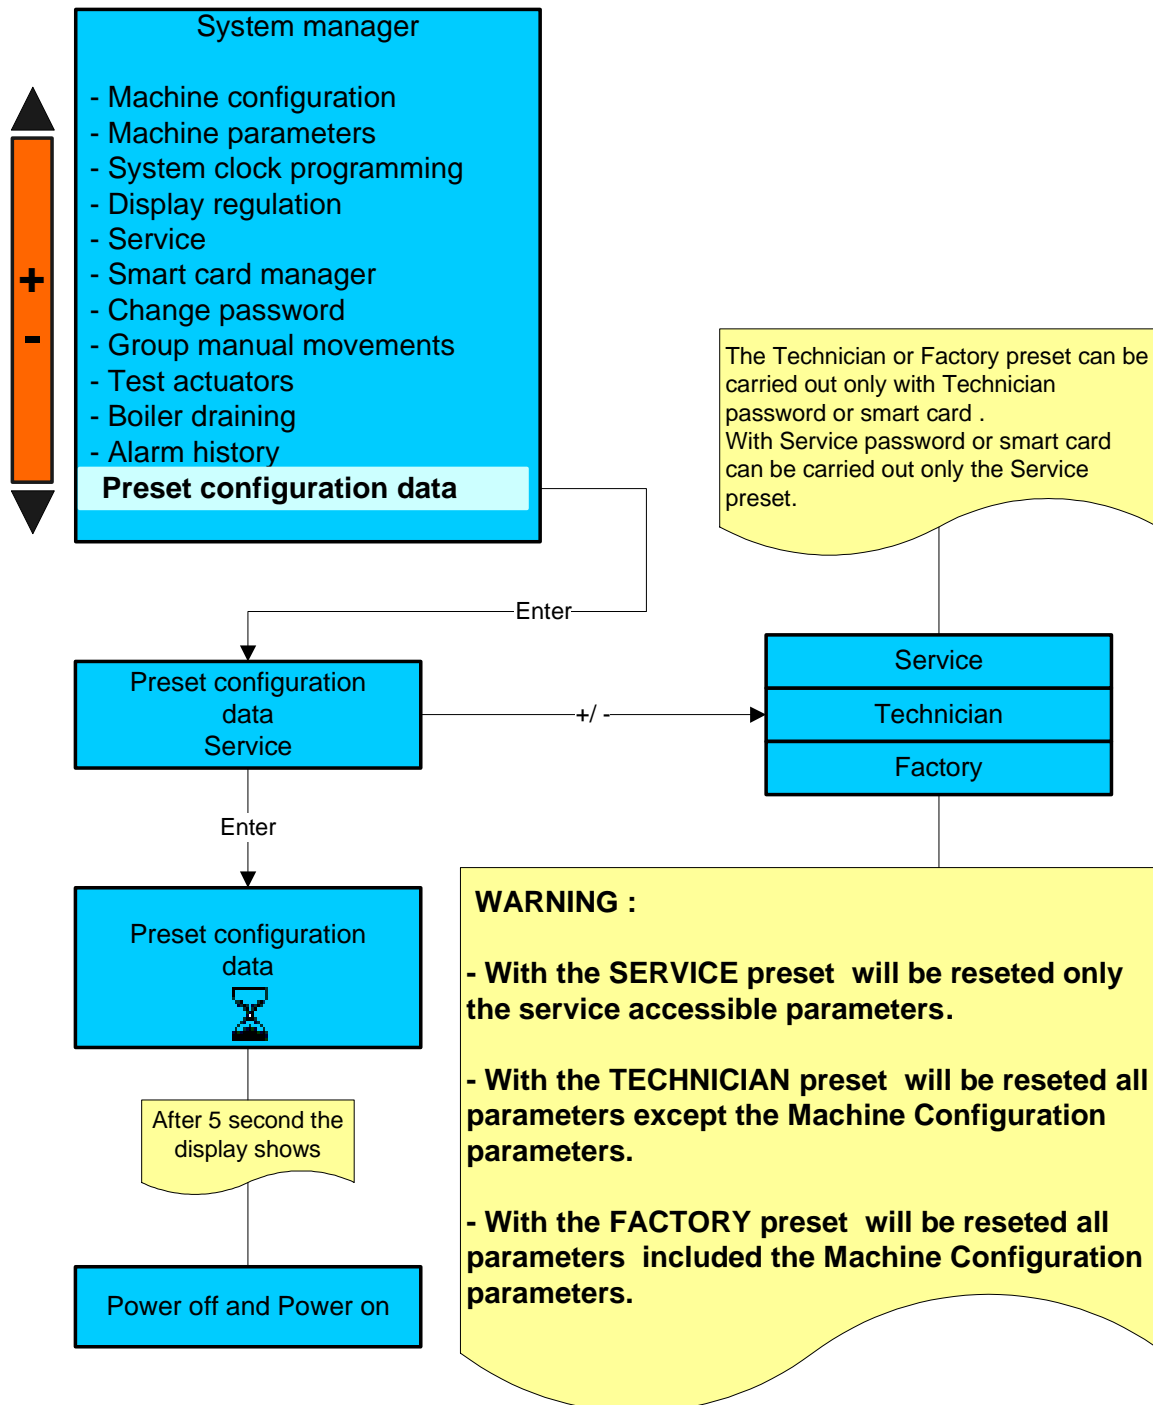 System manager
- Machine configuration
- Machine parameters
- System clock programming
- Display regulation
- Service
- Smart card manager
- Change password
- Group manual movements
- Test actuators
- Boiler draining
- Alarm history
Preset configuration data
+
-
The Technician or Factory preset can be
carried out only with Technician
password or smart card .
With Service password or smart card
can be carried out only the Service
preset.
Enter
Preset configuration
data
Service
+/ -
Service
Technician
Factory
Enter
Preset configuration
data
After 5 second the
display shows
Power off and Power on
WARNING :
- With the SERVICE preset will be reseted only
the service accessible parameters.
- With the TECHNICIAN preset will be reseted all
parameters except the Machine Configuration
parameters.
- With the FACTORY preset will be reseted all
parameters included the Machine Configuration
parameters.